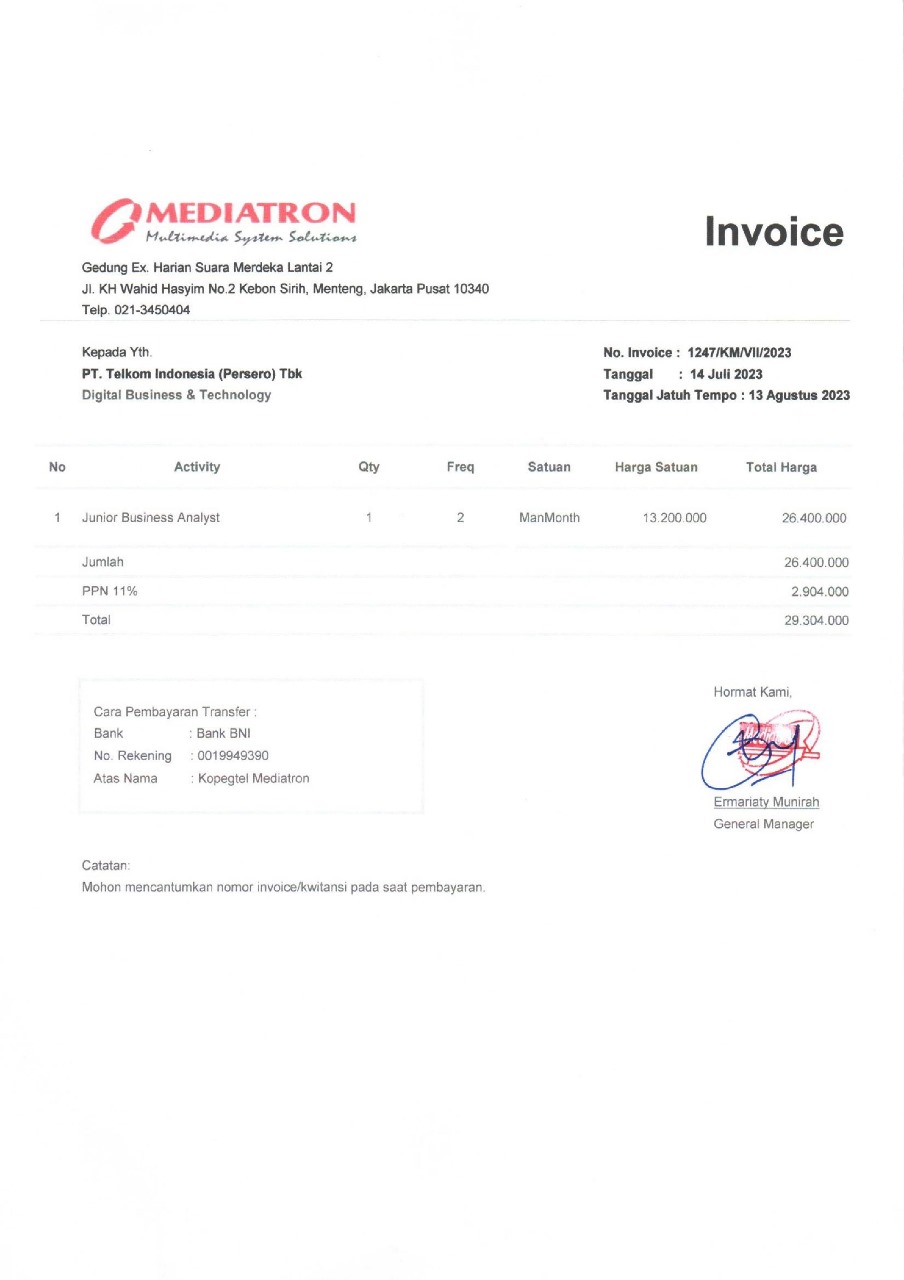 MEDIATRON
Multimedia System Solutions
Invoice
Gedung Ex. Harian Suara Merdeka Lantai 2
Jl. KH Wahid Hasyim No.2 Kebon Sirih, Menteng, Jakarta Pusat 10340
Telp. 021-3450404
Kepada Yth.
PT. Telkom Indonesia (Persero) Tbk
Digital Business & Technology
No. Invoice : 1247/KM/VII/2023
Tanggal : 14 Juli 2023
Tanggal Jatuh Tempo : 13 Agustus 2023
No Activity Qty Freq Satuan Harga Satuan Total Harga
1 Junior Business Analyst 1 2 ManMonth 13.200.000 26.400.000
Jumlah 26.400.000
PPN 11% 2.904.000
Total 29.304.000
Cara Pembayaran Transfer :
Bank : Bank BNI
No. Rekening : 0019949390
Atas Nama : Kopegtel Mediatron
Hormat Kami,
Ermariaty Munirah
General Manager
Catatan:
Mohon mencantumkan nomor invoice/kwitansi pada saat pembayaran.